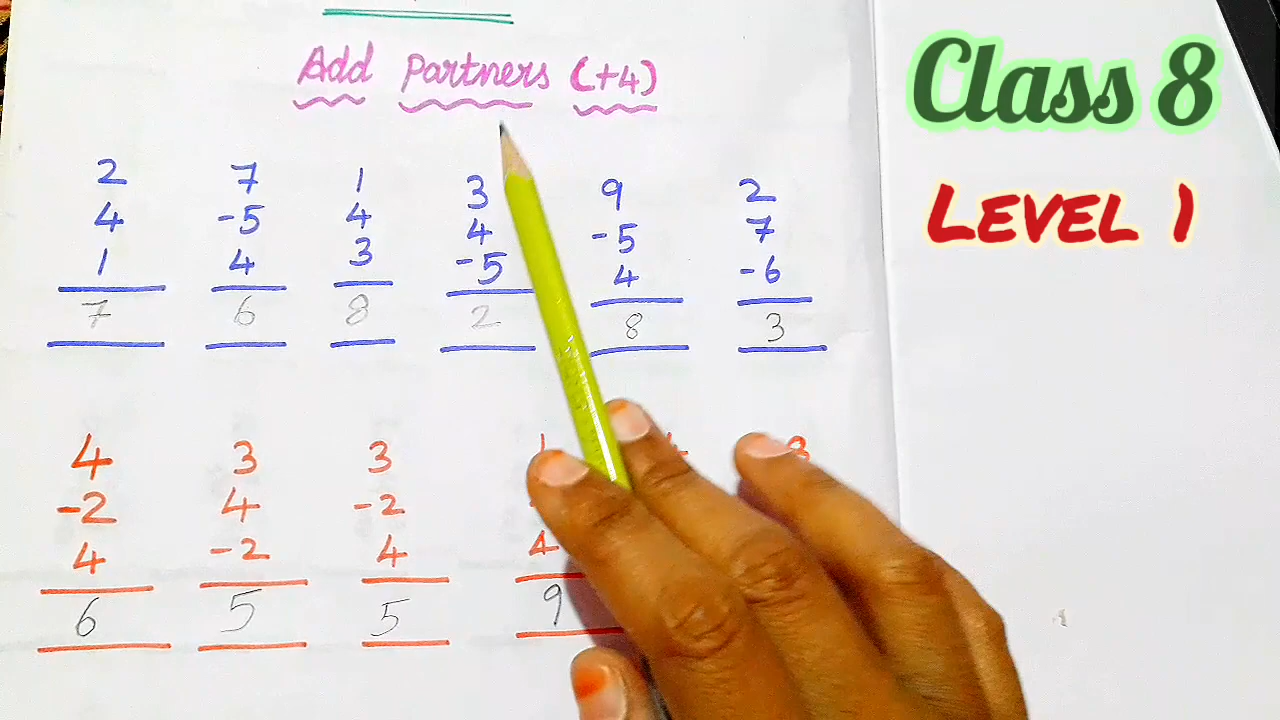 Add Partners (+4)
Class 8
LEVEL 1
2 7 1 3 9 2
4 -5 4 4 -5 7
1 4 3 -5 4 -6
7 6 8 2 8 3
4 3 3
-2 4 -2
4 -2 4 4
6 5 5 9